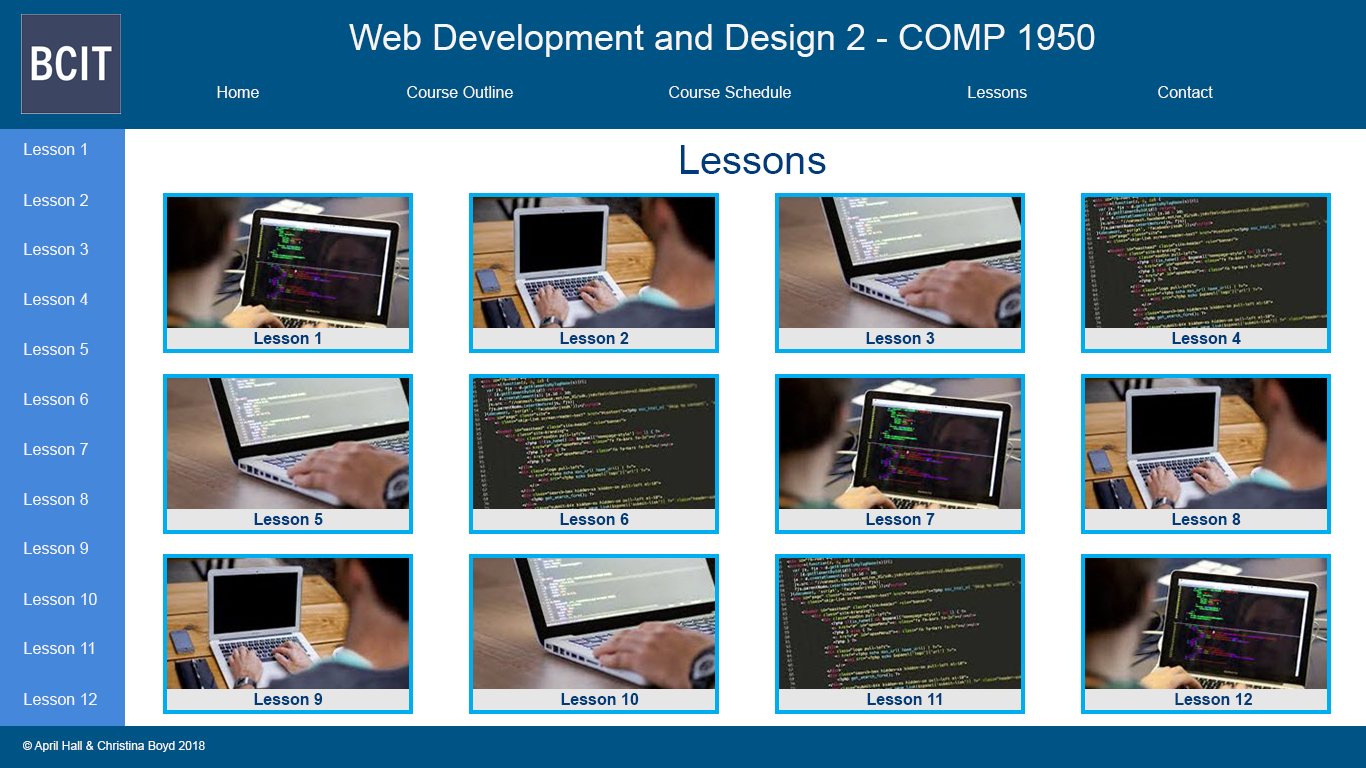 BCIT
Web Development and Design 2 - COMP 1950
Home Course Outline Course Schedule Lessons Contact
Lesson 1
Lesson 2
Lesson 3
Lesson 4
Lesson 5
Lesson 6
Lesson 7
Lesson 8
Lesson 9
Lesson 10
Lesson 11
Lesson 12
Lessons
Lesson 1 Lesson 2 Lesson 3 Lesson 4
Lesson 5 Lesson 6 Lesson 7 Lesson 8
Lesson 9 Lesson 10 Lesson 11 Lesson 12
© April Hall & Christina Boyd 2018